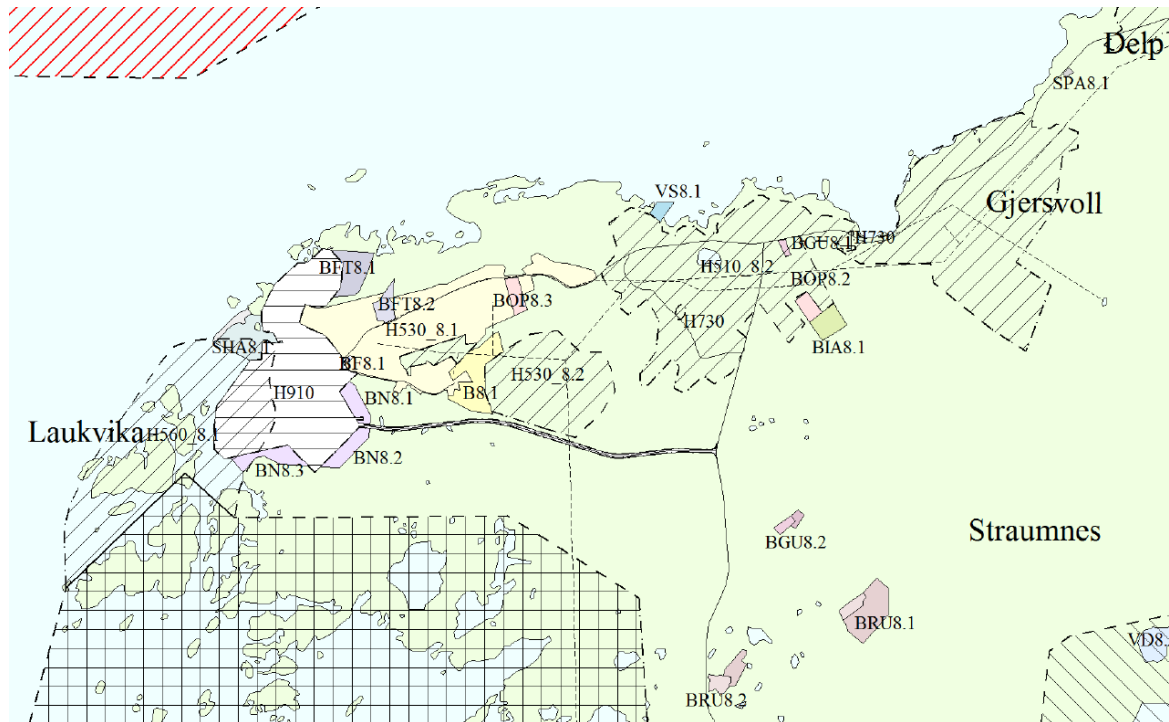 Delp
SPA8.1
VS8.1
Gjersvoll
BGU8.1
H730
BFT8.1
H510_8.2
BOP8.2
BFT8.2
BOP8.3
H730
H530_8.1
SHA8.1
BIA8.1
BF8.1
H530_8.2
H910
BN8.1
B8.1
Laukvika
H560_8.1
BN8.2
BN8.3
Straumnes
BGU8.2
BRU8.1
VD8.
BRU8.2